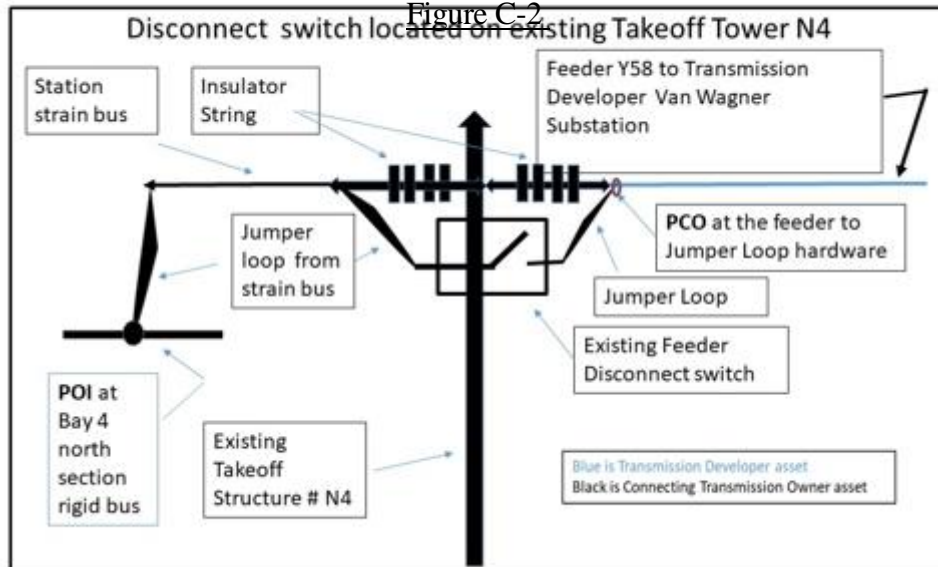 Figure C-2
Disconnect switch located on existing Takeoff Tower N4
Station
strain bus
Insulator
String
Feeder Y58 to Transmission
Developer Van Wagner
Substation
Jumper
loop from
strain bus
PCO at the feeder to
Jumper Loop hardware
Jumper Loop
Existing Feeder
Disconnect switch
POI at
Bay 4
north
section
rigid bus
Existing
Takeoff
Structure # N4
Blue is Transmission Developer asset
Black is Connecting Transmission Owner asset